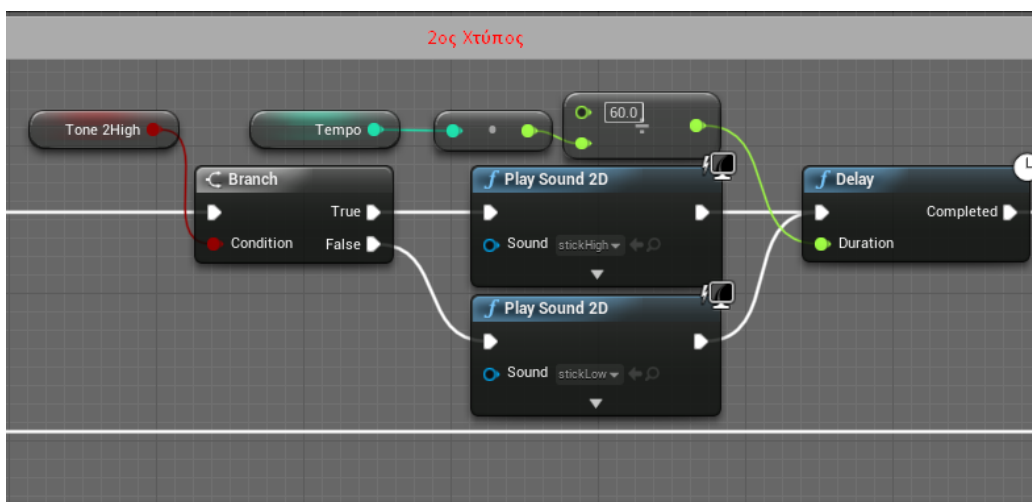 2ος Χτύπος
Tone 2High
Tempo
60.0
÷
Branch
True
Condition
False
Play Sound 2D
Sound stickHigh
Play Sound 2D
Sound stickLow
Delay
Completed
Duration